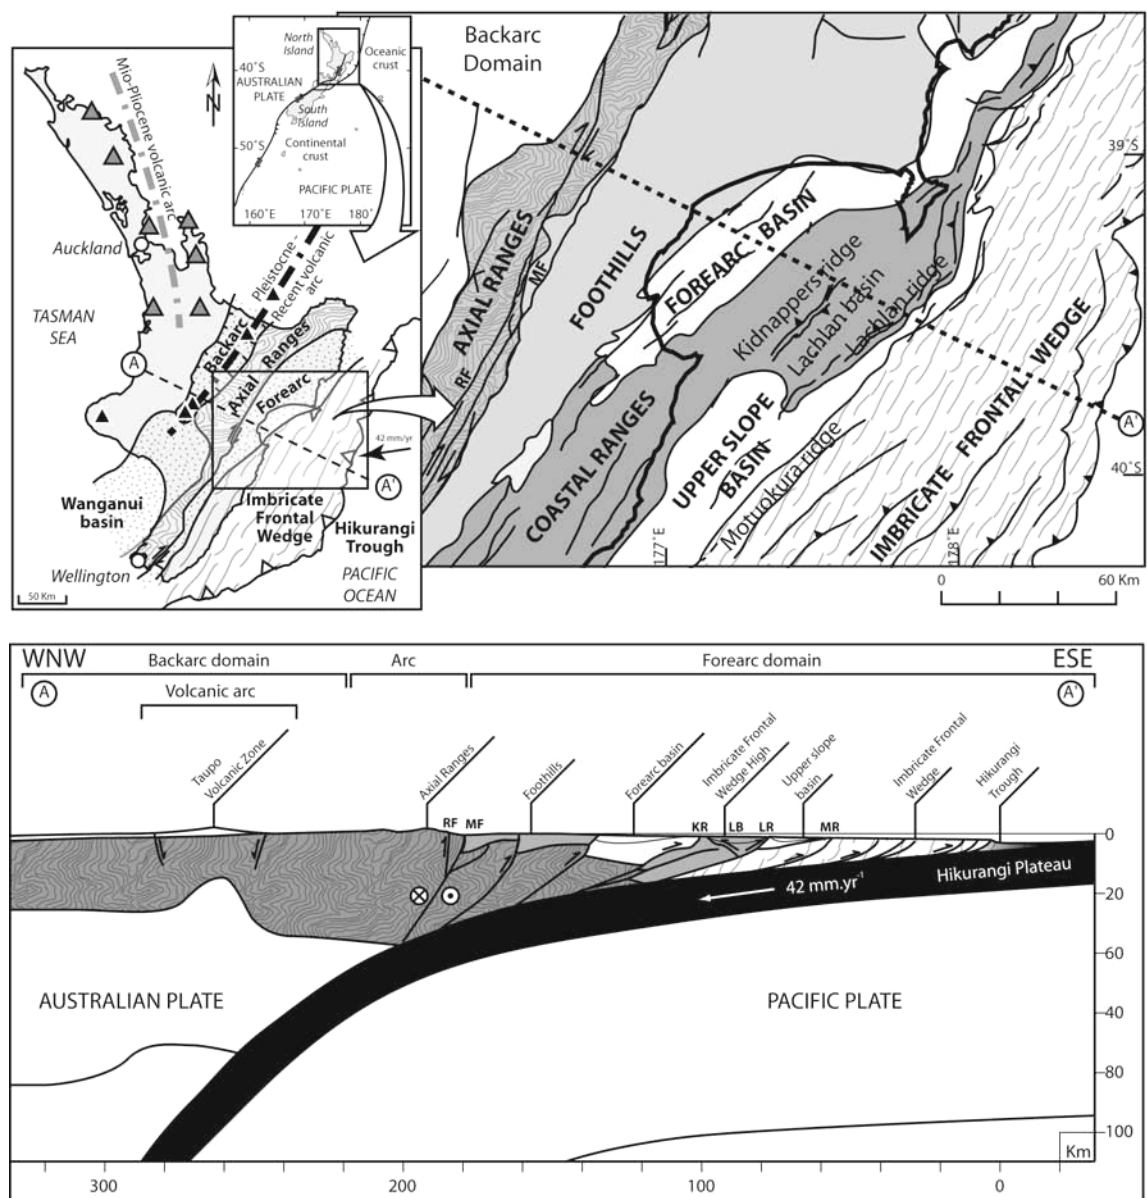 North
Island
Oceanic
crust
40°S
AUSTRALIAN
PLATE
South
Island
50°S
Continental
crust
PACIFIC PLATE
160°E
170°E
180°
N
Mio-Pliocene volcanic arc
Auckland
TASMAN
SEA
Pleistocne -
Recent volcanic
arc
Backarc
Axial Ranges
Forearc
A
42 mm/yr
A'
Wanganui
basin
Imbricate
Frontal
Wedge
Hikurangi
Trough
Wellington
PACIFIC
OCEAN
50 Km
Backarc
Domain
39°S
AXIAL RANGES
MF
RF
FOOTHILLS
FOREARC BASIN
Kidnappers ridge
Lachlan basin
Lachlan ridge
COASTAL RANGES
UPPER SLOPE
BASIN
Motuokura ridge
IMBRICATE FRONTAL WEDGE
A'
40°S
177°E
178°E
0
60 Km
WNW
Backarc domain
Arc
Forearc domain
ESE
A
Volcanic arc
A'
Taupo
Volcanic Zone
Axial Ranges
Foothills
Forearc basin
Imbricate Frontal
Wedge High
Upper slope
basin
Imbricate Frontal
Wedge
Hikurangi
Trough
RF
MF
KR
LB
LR
MR
0
Hikurangi Plateau
42 mm.yr⁻¹
20
60
AUSTRALIAN PLATE
PACIFIC PLATE
40
80
100
Km
300
200
100
0